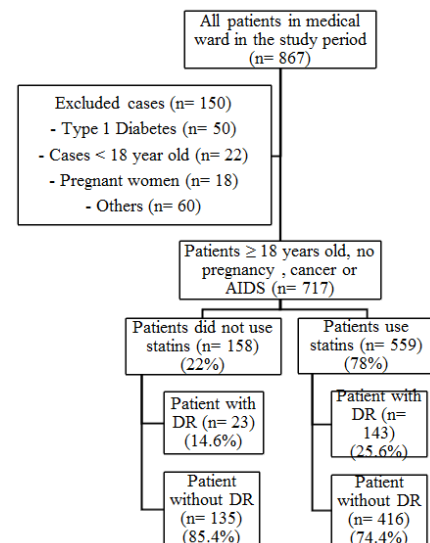 All patients in medical
ward in the study period
(n= 867)
Excluded cases (n= 150)
- Type 1 Diabetes (n= 50)
- Cases < 18 year old (n= 22)
- Pregnant women (n= 18)
- Others (n= 60)
Patients ≥ 18 years old, no
pregnancy , cancer or
AIDS (n= 717)
Patients did not use
statins (n= 158)
(22%)
Patient with
DR (n= 23)
(14.6%)
Patient
without DR
(n= 135)
(85.4%)
Patients use
statins (n= 559)
(78%)
Patient with
DR (n=
143)
(25.6%)
Patient
without DR
(n= 416)
(74.4%)